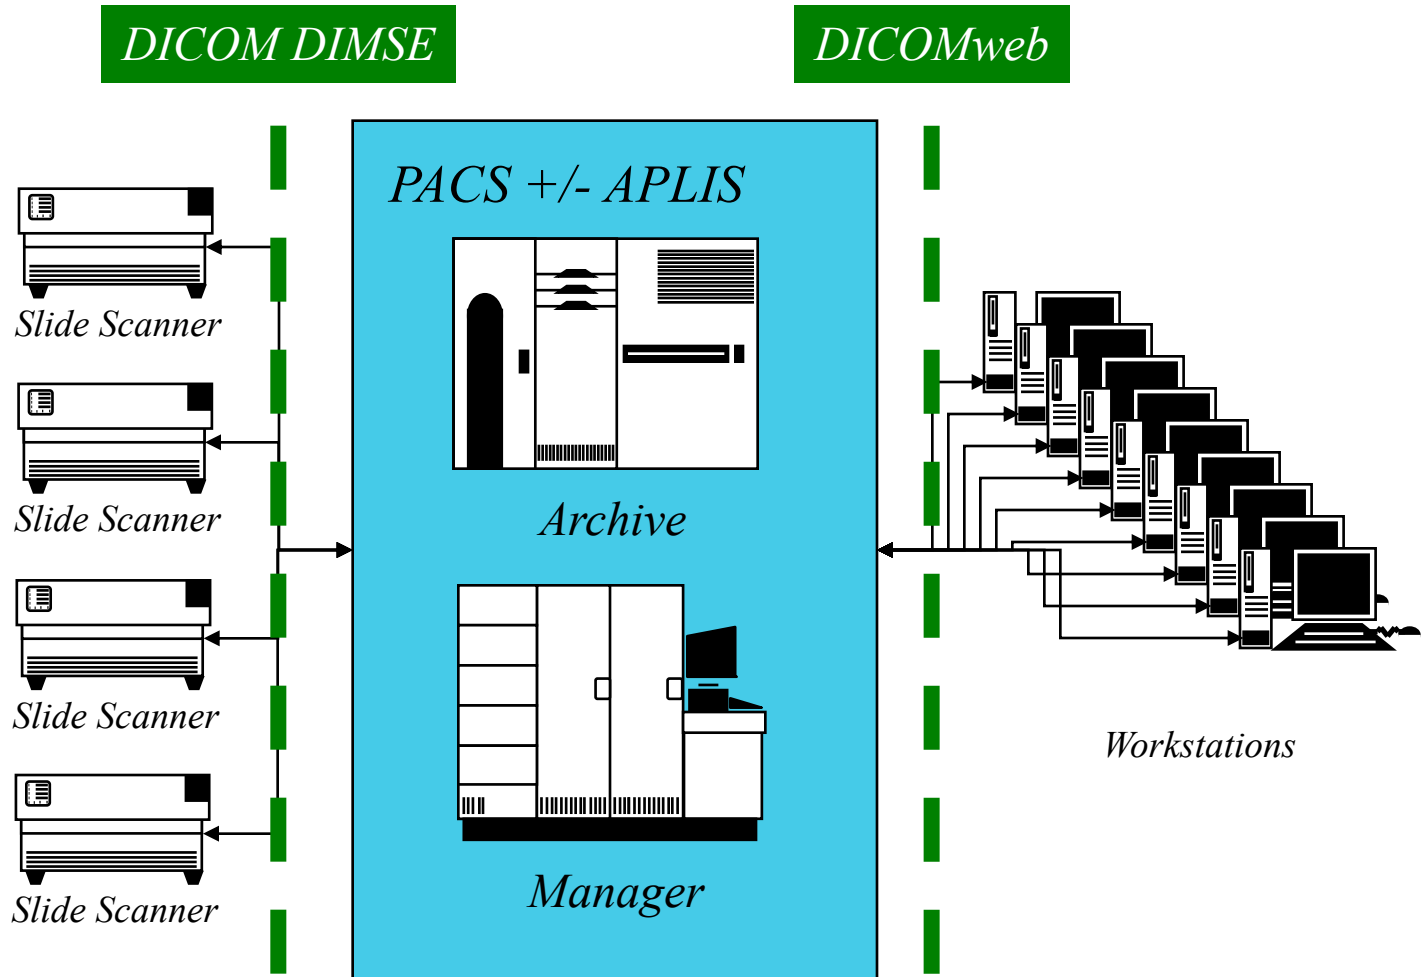 DICOM DIMSE
DICOMweb
PACS +/- APLIS
Slide Scanner
Slide Scanner
Archive
Slide Scanner
Workstations
Manager
Slide Scanner